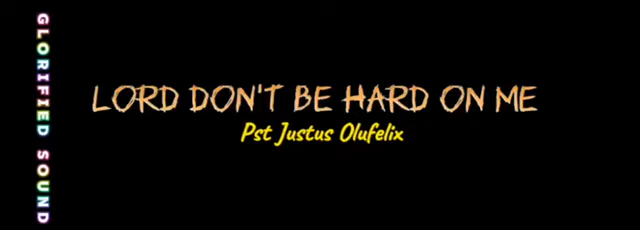 GLORIFIED SOUND
LORD DON'T BE HARD ON ME
Pst Justus Olufelix